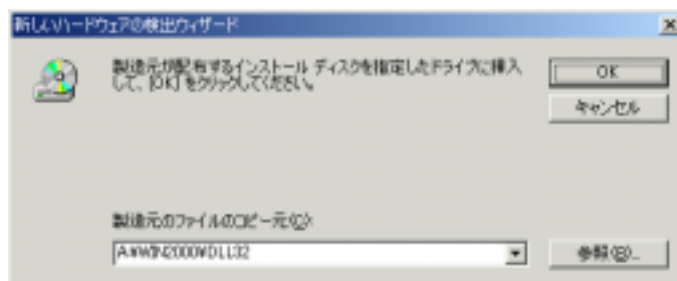 新しいハードウェアの検出ウィザード
製造元が配布するインストール ディスクを指定したドライブに挿入
して、[OK] をクリックしてください。
OK
キャンセル
製造元のファイルのコピー元(C):
A:¥WIN2000¥DLL32
参照(B)...